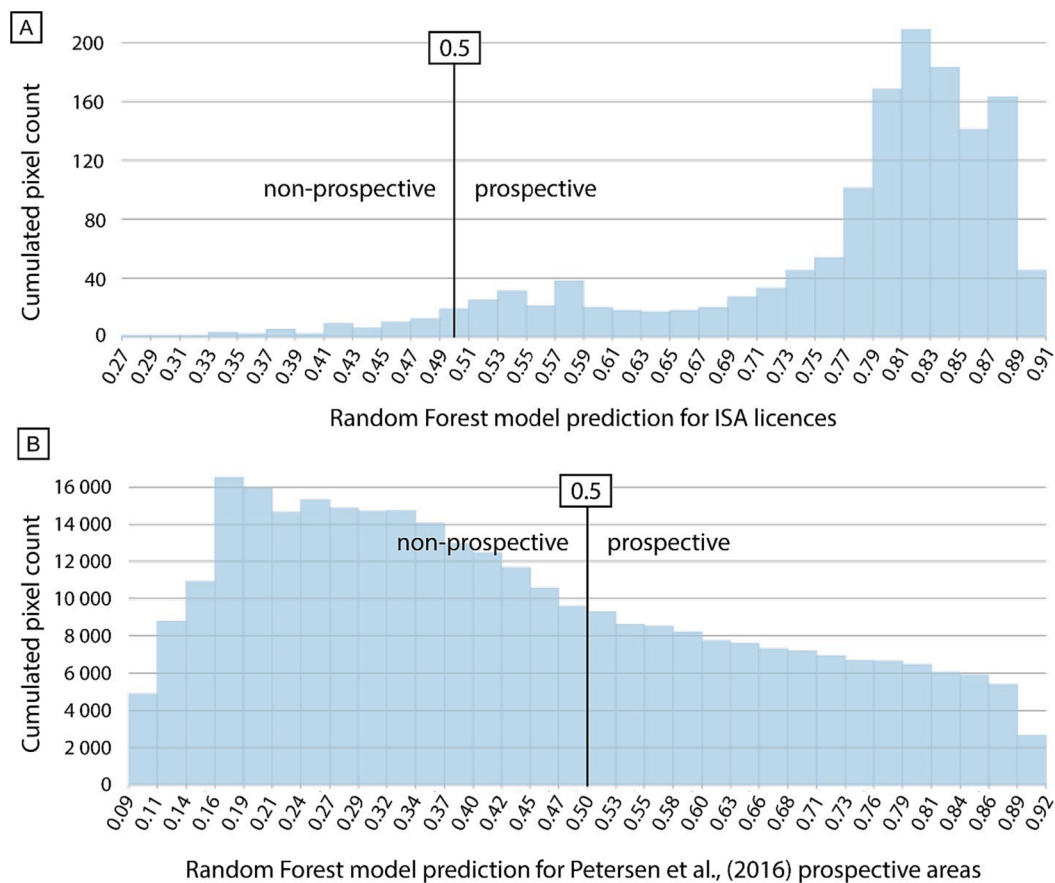 A
200
160
120
80
40
0
Cumulated pixel count
0.5
non-prospective
prospective
0.27 0.29 0.31 0.33 0.35 0.37 0.39 0.41 0.43 0.45 0.47 0.49 0.51 0.53 0.55 0.57 0.59 0.61 0.63 0.65 0.67 0.69 0.71 0.73 0.75 0.77 0.79 0.81 0.83 0.85 0.87 0.89 0.91
Random Forest model prediction for ISA licences
B
16 000
14 000
12 000
10 000
8 000
6 000
4 000
2 000
0
Cumulated pixel count
0.5
non-prospective
prospective
0.09 0.11 0.14 0.16 0.19 0.21 0.24 0.27 0.29 0.32 0.34 0.37 0.40 0.42 0.45 0.47 0.50 0.53 0.55 0.58 0.60 0.63 0.66 0.68 0.71 0.73 0.76 0.79 0.81 0.84 0.86 0.89 0.92
Random Forest model prediction for Petersen et al., (2016) prospective areas